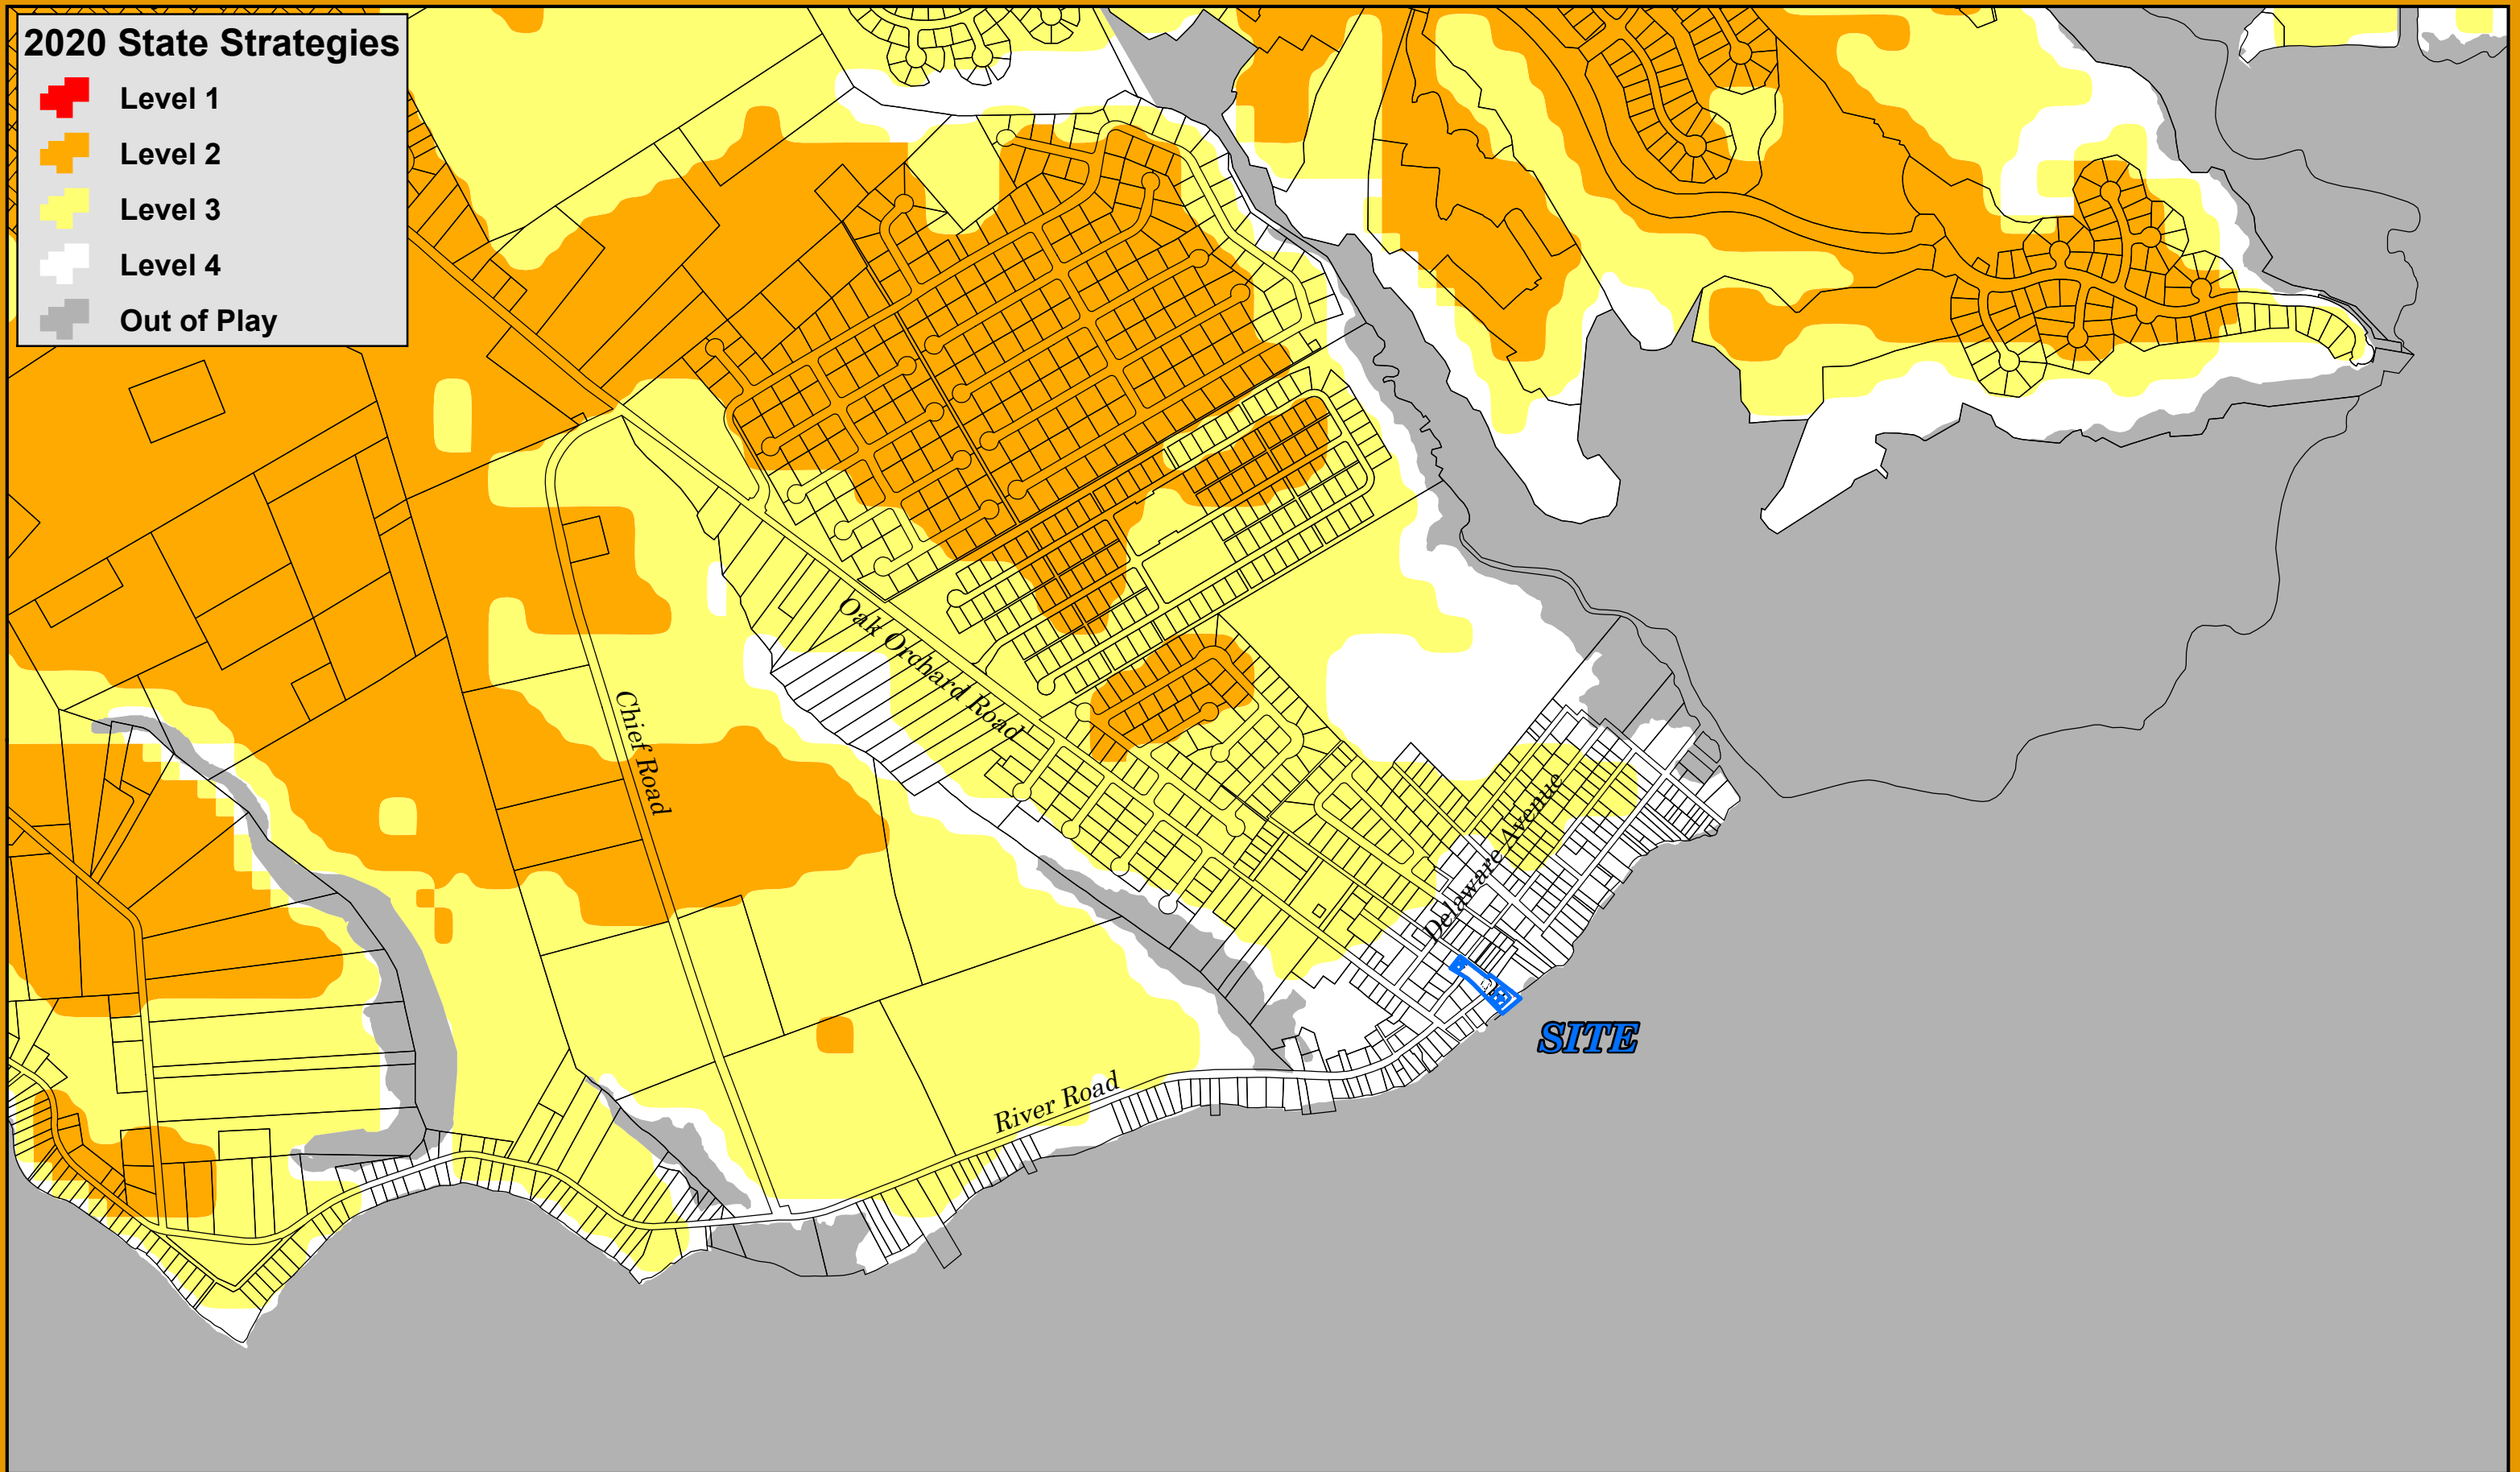 2020 State Strategies
Level 1
Level 2
Level 3
Level 4
Out of Play
Oak Orchard Road
Chief Road
Delaware Avenue
SITE
River Road